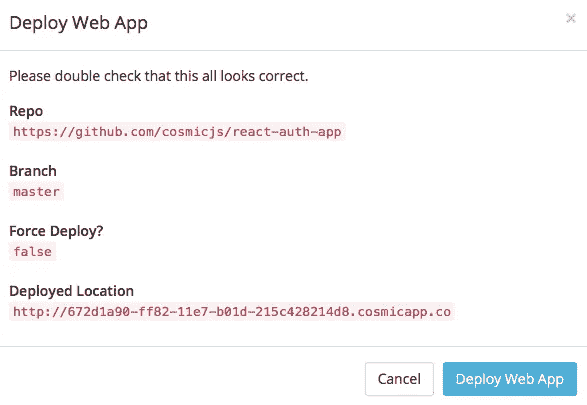 Deploy Web App
×
Please double check that this all looks correct.
Repo
https://github.com/cosmicjs/react-auth-app
Branch
master
Force Deploy?
false
Deployed Location
http://672d1a90-ff82-11e7-b01d-215c428214d8.cosmicapp.co
Cancel
Deploy Web App